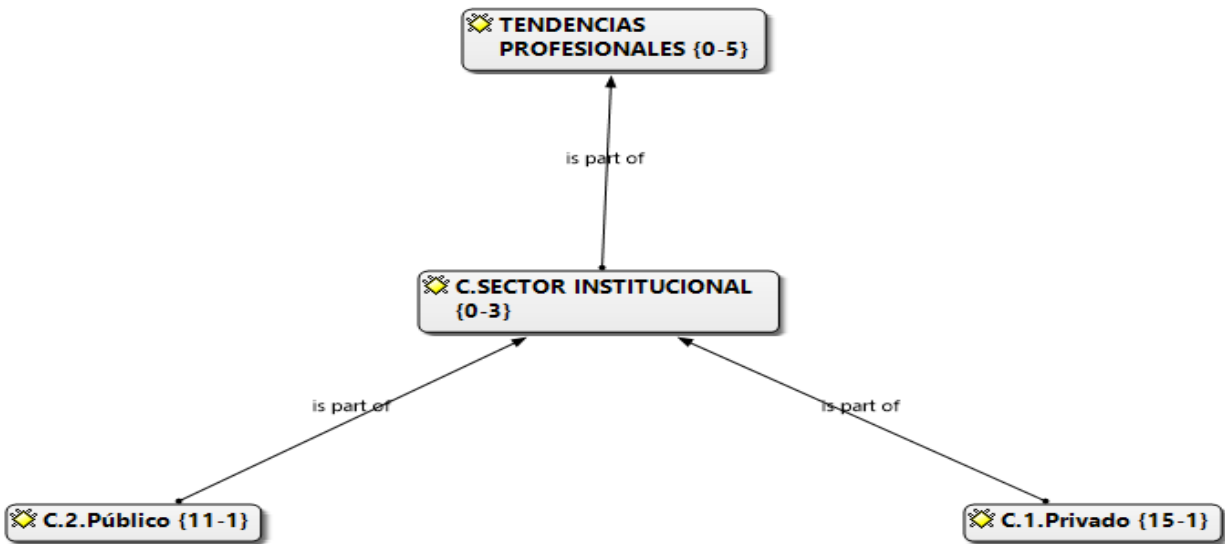 TENDENCIAS
PROFESIONALES {0-5}
is part of
C.SECTOR INSTITUCIONAL
{0-3}
is part of
is part of
C.2.Público {11-1}
C.1.Privado {15-1}